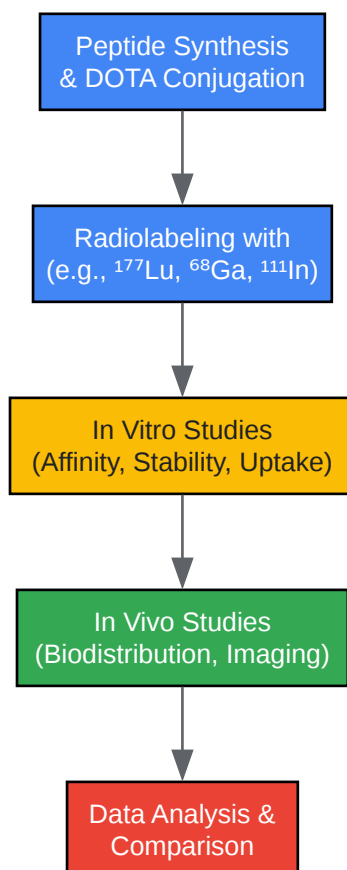 Peptide Synthesis
& DOTA Conjugation
Radiolabeling with
(e.g., ¹⁷⁷Lu, ⁶⁸Ga, ¹¹¹In)
In Vitro Studies
(Affinity, Stability, Uptake)
In Vivo Studies
(Biodistribution, Imaging)
Data Analysis &
Comparison